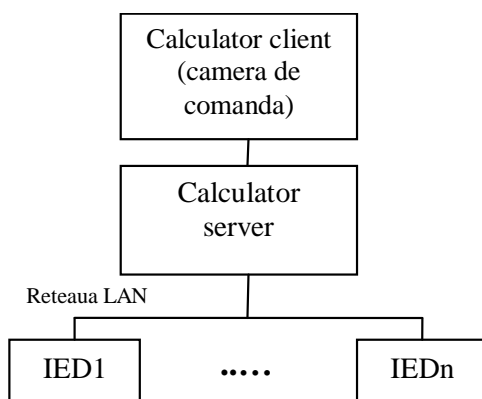 Calculator client
(camera de
comanda)
Calculator
server
Reteaua LAN
IED1
......
IEDn